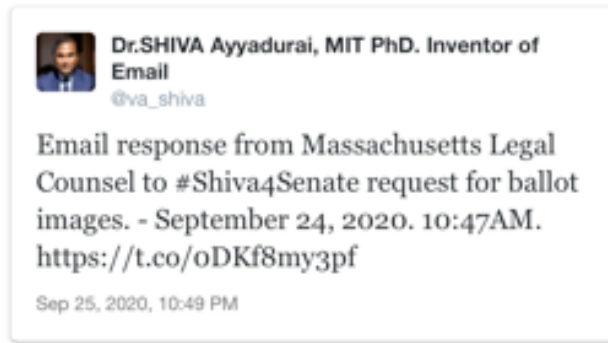 Dr.SHIVA Ayyadurai, MIT PhD. Inventor of
Email
@va_shiva
Email response from Massachusetts Legal
Counsel to #Shiva4Senate request for ballot
images. - September 24, 2020. 10:47AM.
https://t.co/0DKf8my3pf
Sep 25, 2020, 10:49 PM